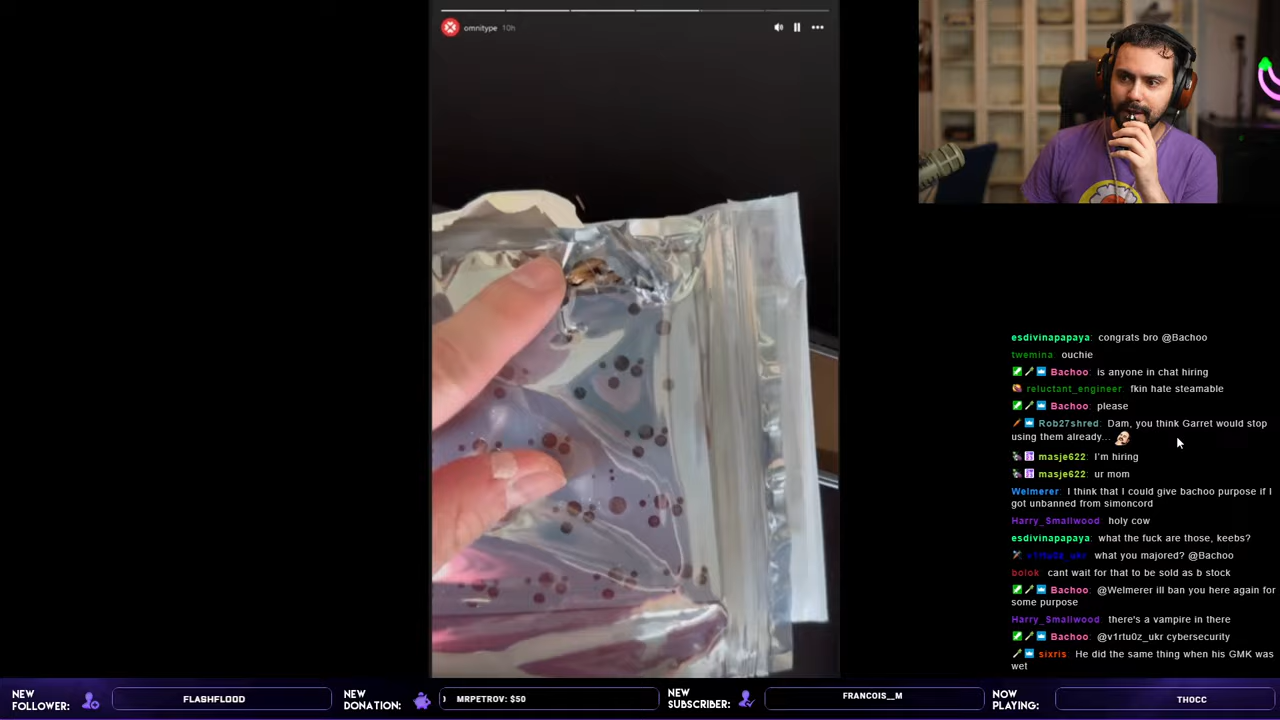 omnitype 10h
esdivinapapaya: congrats bro @Bachoo
twemina: ouchie
Bachoo: is anyone in chat hiring
reluctant_engineer: fkin hate steamable
Bachoo: please
Rob27shred: Dam, you think Garret would stop
using them already...
masje622: I'm hiring
masje622: ur mom
Welmerer: I think that I could give bachoo purpose if I
got unbanned from simoncord
Harry_Smallwood: holy cow
esdivinapapaya: what the fuck are those, keebs?
v1rtu0z_ukr: what you majored? @Bachoo
bolok: cant wait for that to be sold as b stock
Bachoo: @Welmerer ill ban you here again for
some purpose
Harry_Smallwood: there's a vampire in there
Bachoo: @v1rtu0z_ukr cybersecurity
sixris: He did the same thing when his GMK was
wet
NEW
FOLLOWER:
FLASHFLOOD
NEW
DONATION:
MRPETROV: $50
NEW
SUBSCRIBER:
FRANCOIS__M
NOW
PLAYING:
THOCC